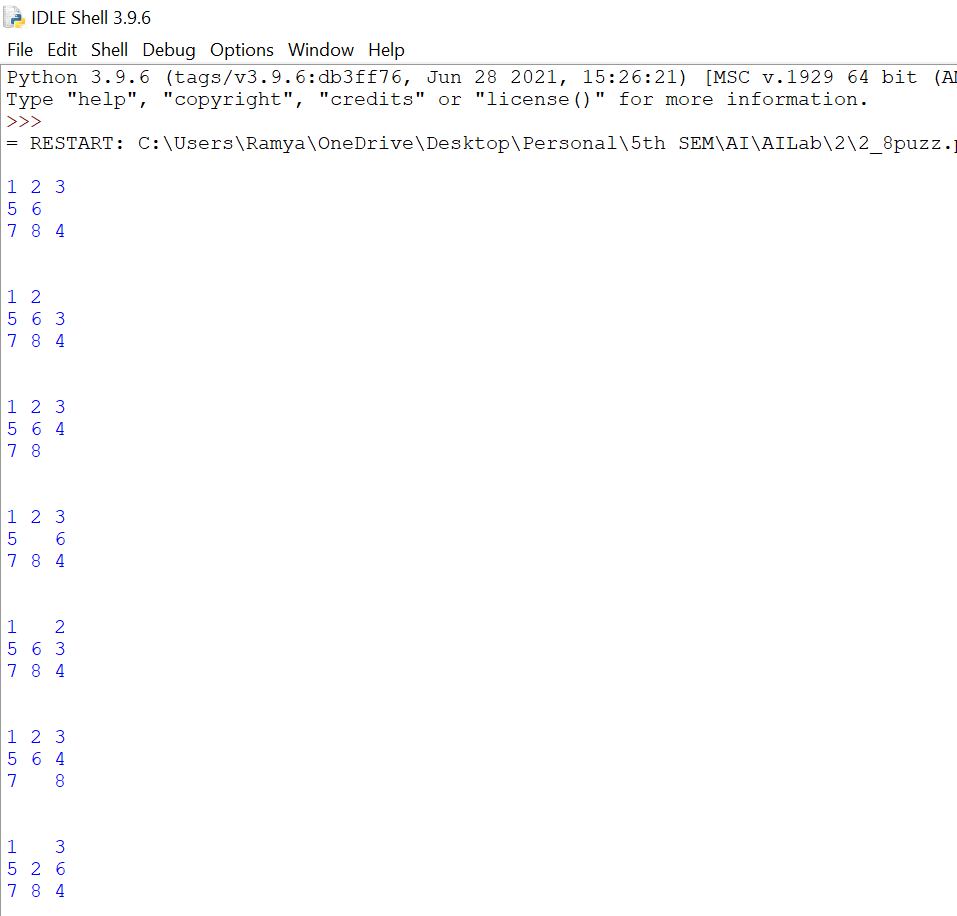 IDLE Shell 3.9.6
File Edit Shell Debug Options Window Help
Python 3.9.6 (tags/v3.9.6:db3ff76, Jun 28 2021, 15:26:21) [MSC v.1929 64 bit
Type "help", "copyright", "credits" or "license()" for more information.
>>>
= RESTART: C:\Users\Ramya\OneDrive\Desktop\Personal\5th SEM\AI\AILab\2\2_8puzz.
1 2 3
5 6
7 8 4
1 2
5 6 3
7 8 4
1 2 3
5 6 4
7 8
1 2 3
5   6
7 8 4
1   2
5 6 3
7 8 4
1 2 3
5 6 4
7   8
1   3
5 2 6
7 8 4